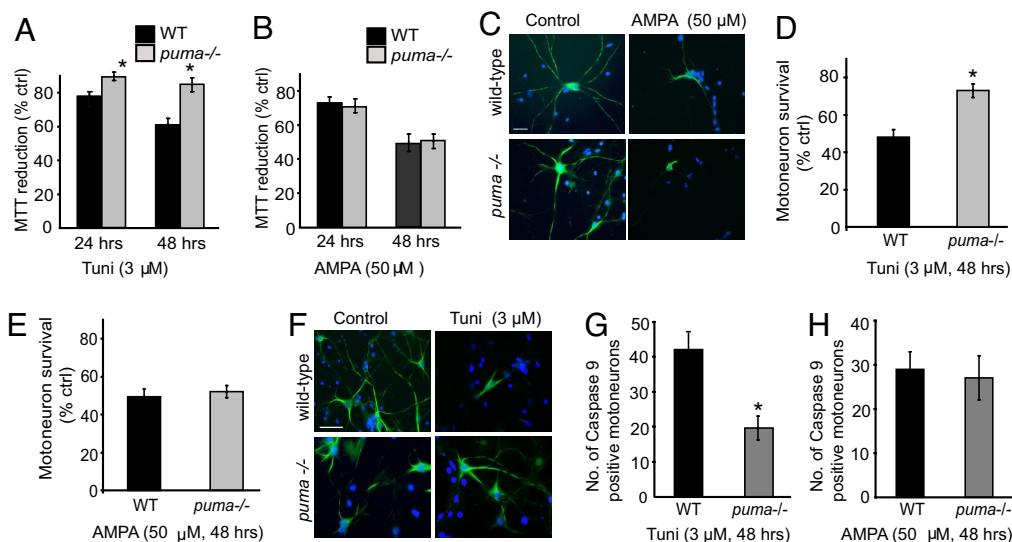 A
WT
puma-/-
MTT reduction (% ctrl)
80
60
40
20
0
*
*
24 hrs
48 hrs
Tuni (3 µM)
B
WT
puma-/-
MTT reduction (% ctrl)
80
60
40
20
0
24 hrs
48 hrs
AMPA (50 µM )
C
Control
AMPA (50 µM)
wild-type
puma -/-
D
Motoneuron survival
(% ctrl)
80
60
40
20
0
*
WT
puma-/-
Tuni (3 µM, 48 hrs)
E
Motoneuron survival
(% ctrl)
80
60
40
20
0
WT
puma-/-
AMPA (50 µM, 48 hrs)
F
Control
Tuni (3 µM)
wild-type
puma -/-
G
No. of Caspase 9
positive motoneurons
50
40
30
20
10
0
*
WT
puma-/-
Tuni (3 µM, 48 hrs)
H
No. of Caspase 9
positive motoneurons
40
30
20
10
0
WT
puma-/-
AMPA (50 µM, 48 hrs)